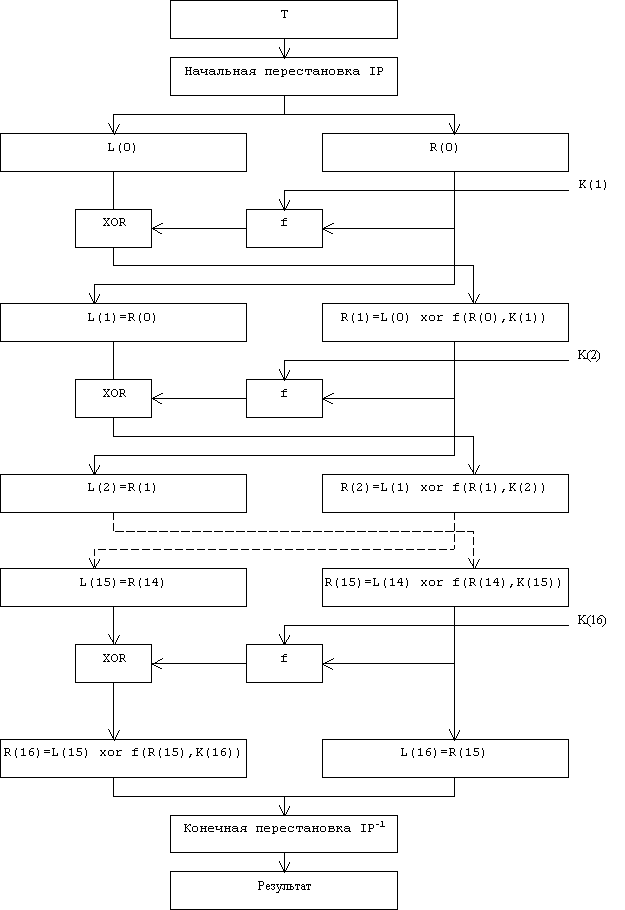 T
Начальная перестановка IP
L(0)
R(0)
K(1)
XOR
f
L(1)=R(0)
R(1)=L(0) xor f(R(0),K(1))
K(2)
XOR
f
L(2)=R(1)
R(2)=L(1) xor f(R(1),K(2))
L(15)=R(14)
R(15)=L(14) xor f(R(14),K(15))
K(16)
XOR
f
R(16)=L(15) xor f(R(15),K(16))
L(16)=R(15)
Конечная перестановка IP⁻¹
Результат